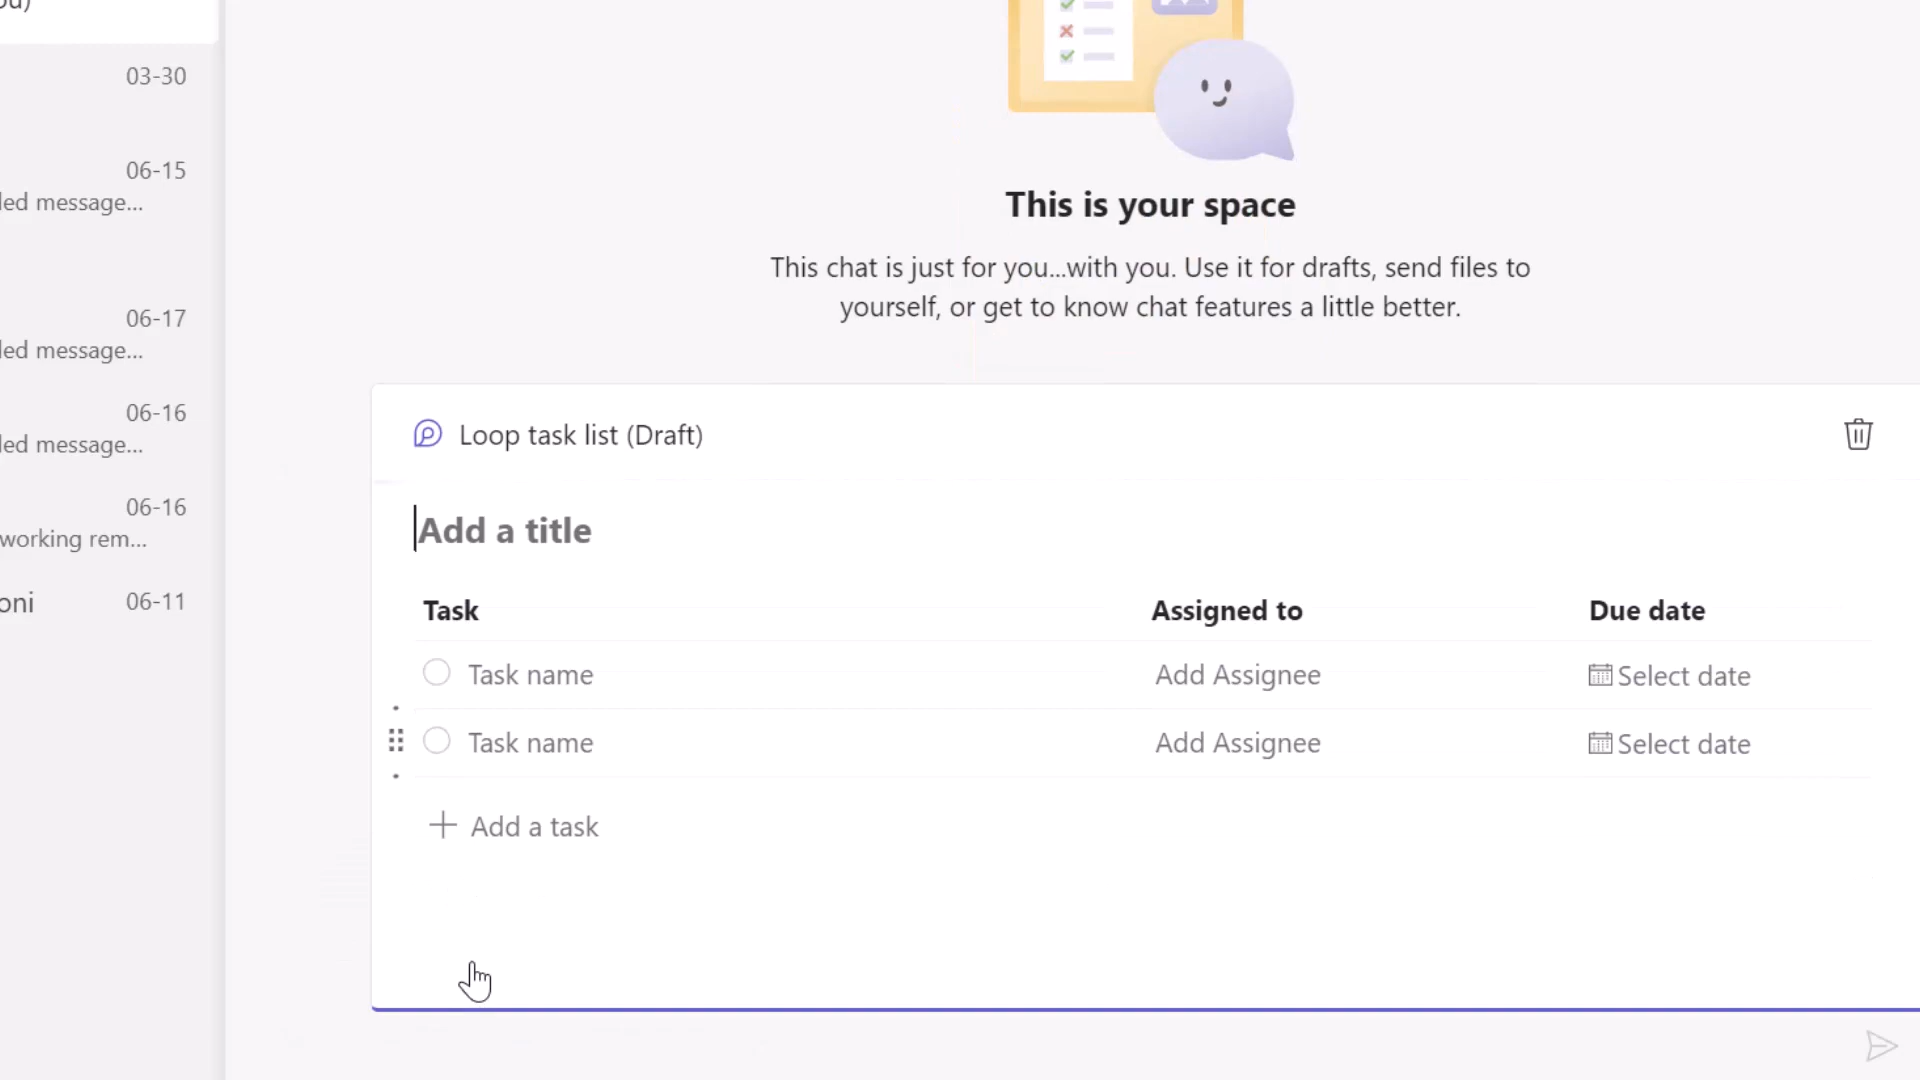 03-30
06-15
led message...
06-17
led message...
06-16
led message...
06-16
working rem...
oni 06-11
This is your space
This chat is just for you...with you. Use it for drafts, send files to
yourself, or get to know chat features a little better.
Loop task list (Draft)
Add a title
Task Assigned to Due date
Task name Add Assignee Select date
Task name Add Assignee Select date
Add a task